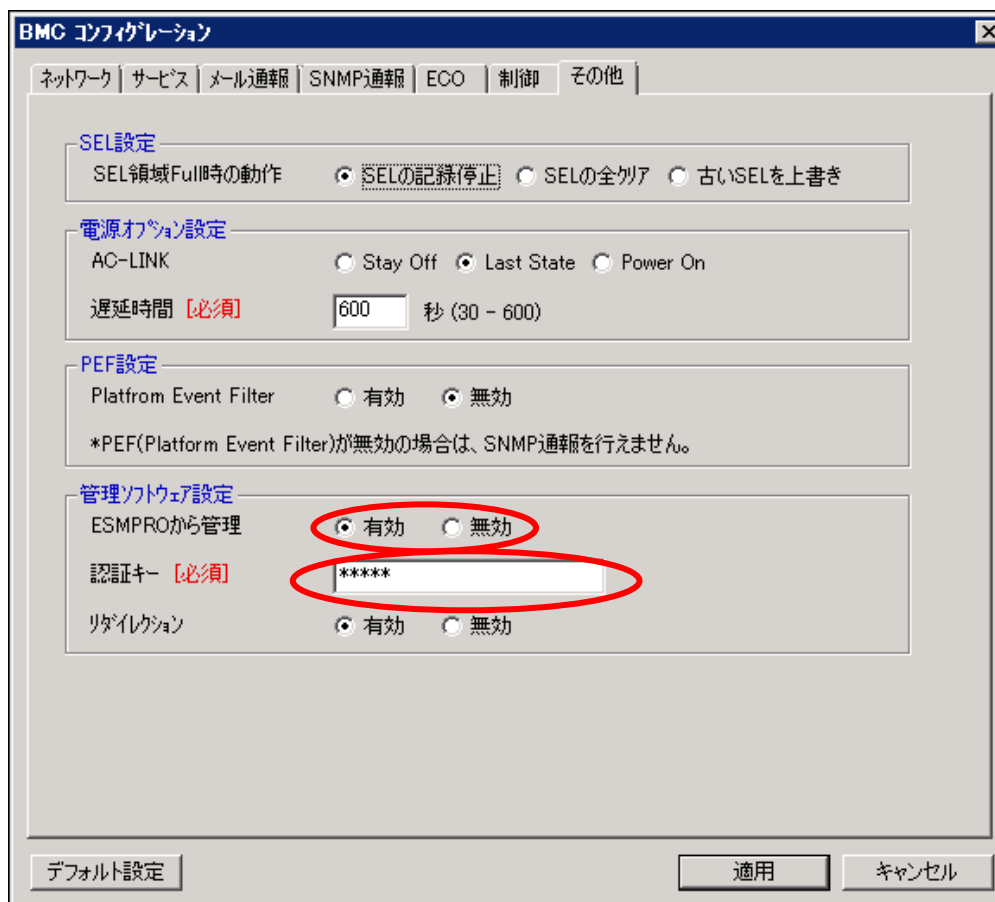 BMC コンフィグレーション
ネットワーク サービス メール通報 SNMP通報 ECO 制御 その他
SEL設定
SEL領域Full時の動作 SELの記録停止 SELの全クリア 古いSELを上書き
電源オプション設定
AC-LINK Stay Off Last State Power On
遅延時間 [必須] 600 秒 (30 - 600)
PEF設定
Platfrom Event Filter 有効 無効
*PEF(Platform Event Filter)が無効の場合は、SNMP通報を行えません。
管理ソフトウェア設定
ESMPROから管理 有効 無効
認証キー [必須] *****
リダイレクション 有効 無効
デフォルト設定 適用 キャンセル